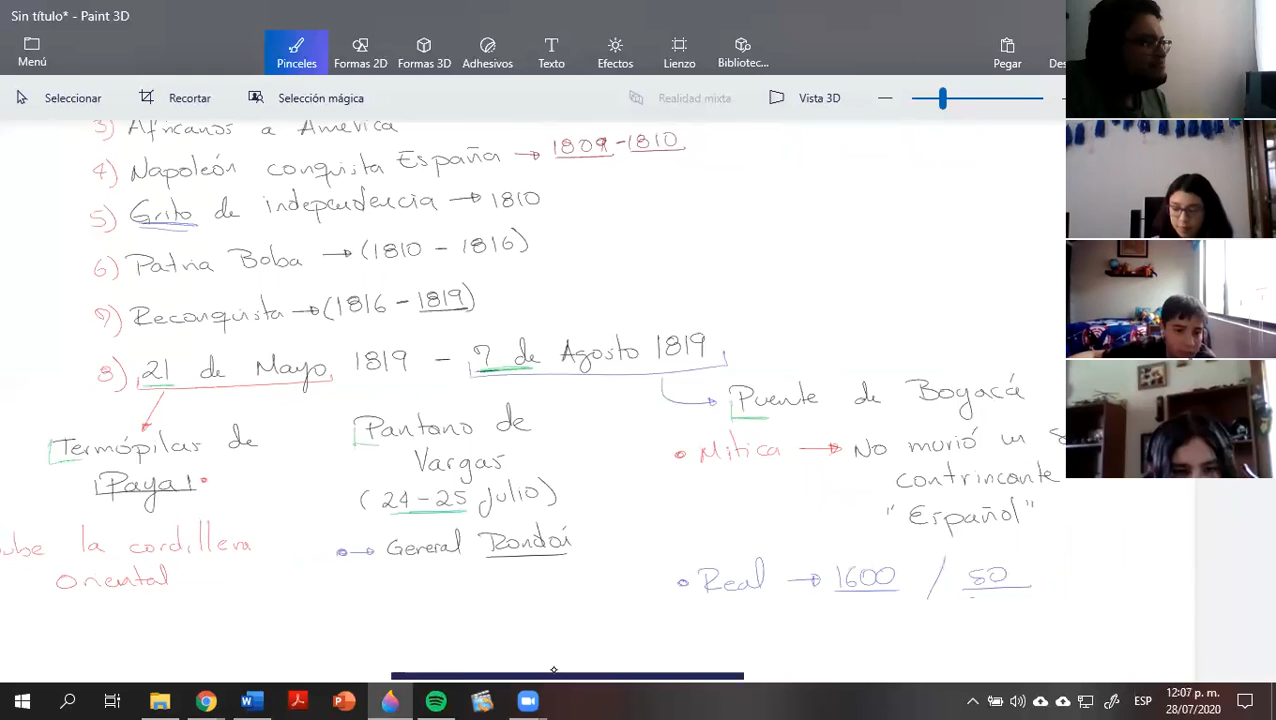 Sin título* - Paint 3D
Menú
Pinceles
Formas 2D
Formas 3D
Adhesivos
Texto
Efectos
Lienzo
Bibliotec...
Pegar
Seleccionar
Recortar
Selección mágica
Realidad mixta
Vista 3D
3) Africanos a America
4) Napoleón conquista España → 1809 - 1810
5) Grito de independencia → 1810
6) Patria Boba → (1810 - 1816)
7) Reconquista → (1816 - 1819)
8) 21 de Mayo 1819 - 7 de Agosto 1819
Puente de Boyacá
Termópilas de
Paya
Pantano de
Vargas
(24-25 julio)
• Mitica → No murió un
contrincante
"Español"
la cordillera
Oriental
→ General
• Real → 1600 / 50
ESP
12:07 p. m.
28/07/2020